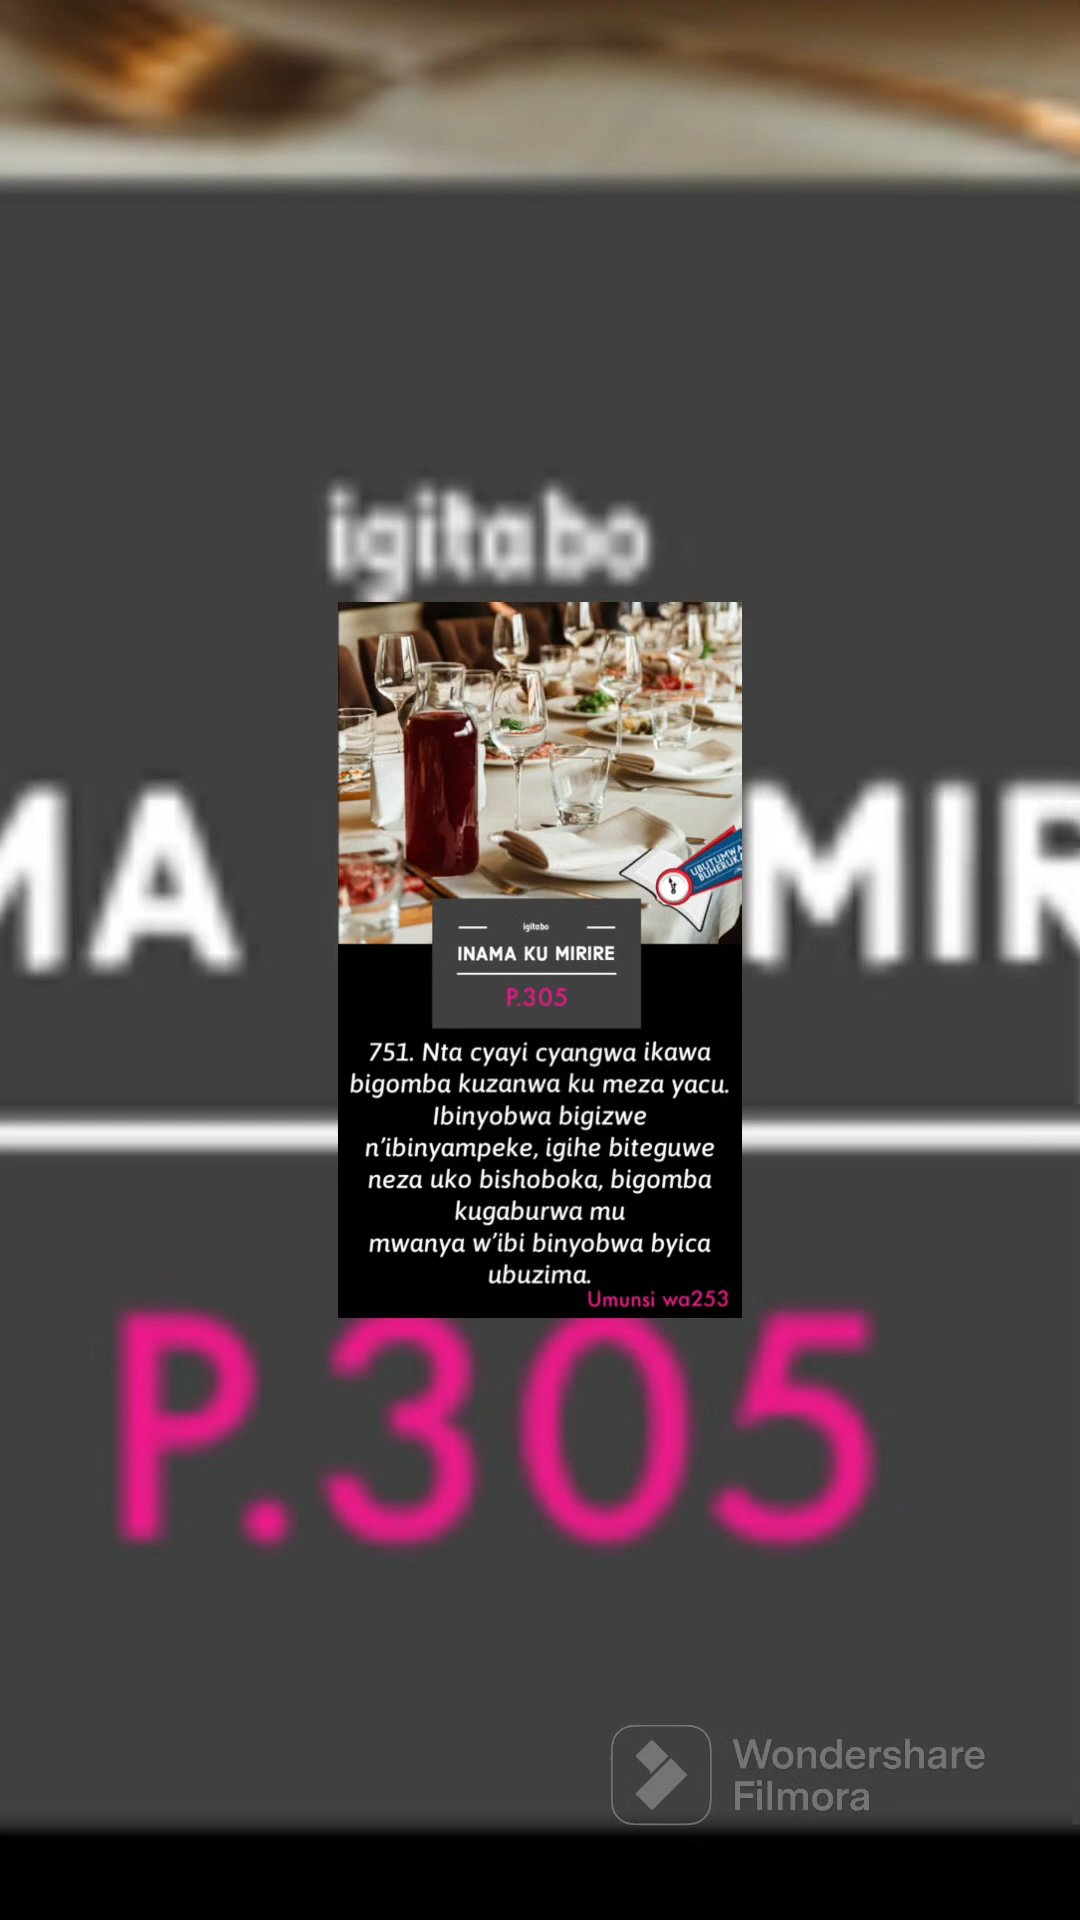 igitabo
MA
MIR
UBUTUMWA
BUHERUKA
igitabo
INAMA KU MIRIRE
P.305
751. Nta cyayi cyangwa ikawa
bigomba kuzanwa ku meza yacu.
Ibinyobwa bigizwe
n’ibinyampeke, igihe biteguwe
neza uko bishoboka, bigomba
kugaburwa mu
mwanya w’ibi binyobwa byica
ubuzima.
Umunsi wa253
P.305
Wondershare
Filmora